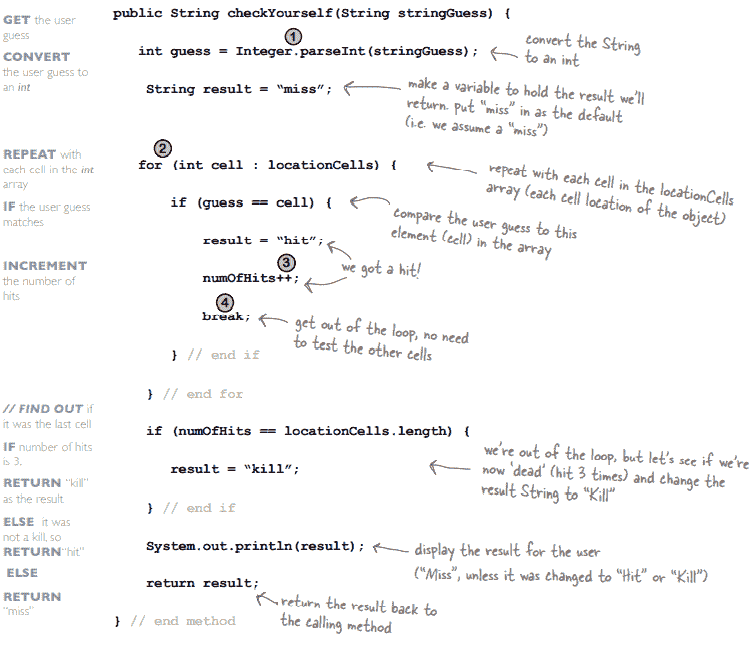 GET the user
guess
CONVERT
the user guess to
an int
REPEAT with
each cell in the int
array
IF the user guess
matches
INCREMENT
the number of
hits
// FIND OUT if
it was the last cell
IF number of hits
is 3,
RETURN “kill”
as the result
ELSE it was
not a kill, so
RETURN“hit”
ELSE
RETURN
“miss”
public String checkYourself(String stringGuess) {
1
int guess = Integer.parseInt(stringGuess);
convert the String
to an int
String result = “miss”;
make a variable to hold the result we’ll
return. put “miss” in as the default
(i.e. we assume a “miss”)
2
for (int cell : locationCells) {
repeat with each cell in the locationCells
array (each cell location of the object)
if (guess == cell) {
compare the user guess to this
element (cell) in the array
result = “hit”;
we got a hit!
3
numOfHits++;
4
break;
get out of the loop, no need
to test the other cells
} // end if
} // end for
if (numOfHits == locationCells.length) {
we’re out of the loop, but let’s see if we’re
now ‘dead’ (hit 3 times) and change the
result String to “Kill”
result = “kill”;
} // end if
System.out.println(result);
display the result for the user
(“Miss”, unless it was changed to “Hit” or “Kill”)
return result;
return the result back to
the calling method
} // end method